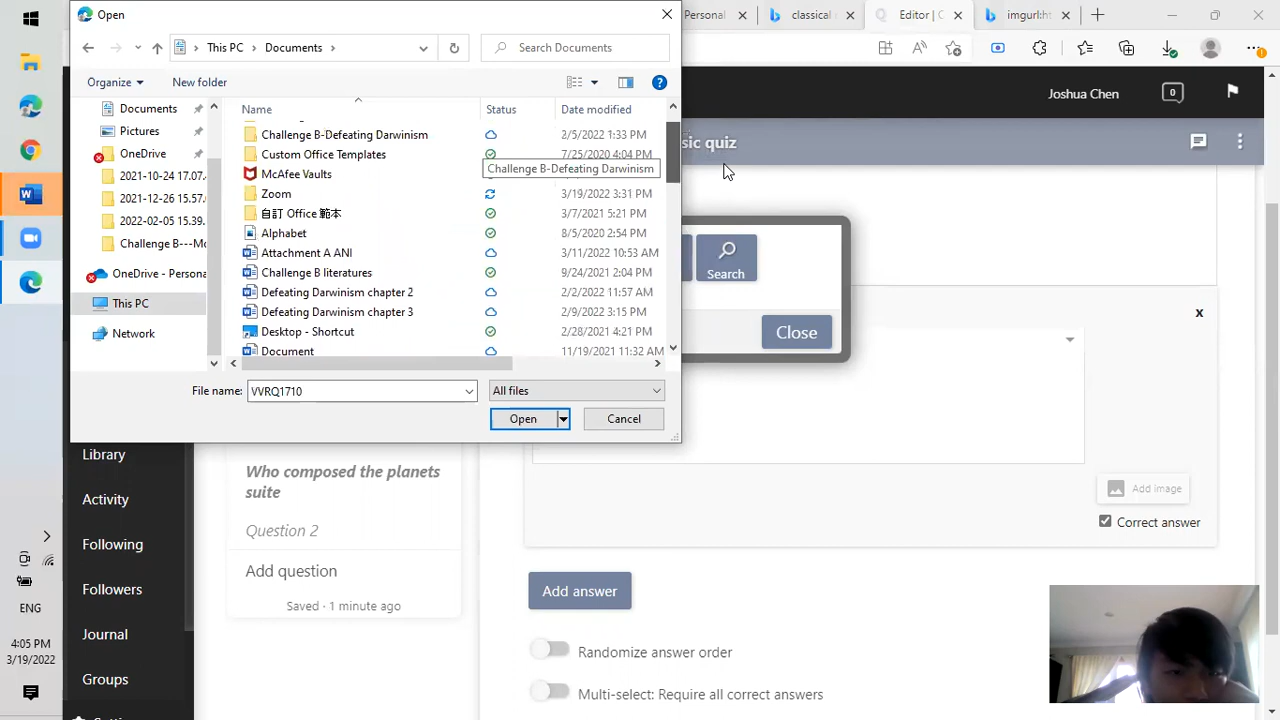 Open
Personal
classical
Editor | C
imgurl:ht
This PC
Documents
Search Documents
Organize
New folder
Documents
Pictures
OneDrive
2021-10-24 17.07.
2021-12-26 15.57.
2022-02-05 15.39.
Challenge B---Mo
OneDrive - Persona
This PC
Network
Name
Status
Date modified
Challenge B-Defeating Darwinism
2/5/2022 1:33 PM
Custom Office Templates
7/25/2020 4:04 PM
Challenge B-Defeating Darwinism
McAfee Vaults
Zoom
3/19/2022 3:31 PM
自訂 Office 範本
3/7/2021 5:21 PM
Alphabet
8/5/2020 2:54 PM
Attachment A ANI
3/11/2022 10:53 AM
Challenge B literatures
9/24/2021 2:04 PM
Defeating Darwinism chapter 2
2/2/2022 11:57 AM
Defeating Darwinism chapter 3
2/9/2022 3:15 PM
Desktop - Shortcut
2/28/2021 4:21 PM
Document
11/19/2021 11:32 AM
File name:
VVRQ1710
All files
Open
Cancel
Joshua Chen
0
sic quiz
Search
Close
x
Add image
Correct answer
Library
Activity
Following
Followers
Journal
Groups
Who composed the planets
suite
Question 2
Add question
Saved · 1 minute ago
Add answer
Randomize answer order
Multi-select: Require all correct answers
ENG
4:05 PM
3/19/2022